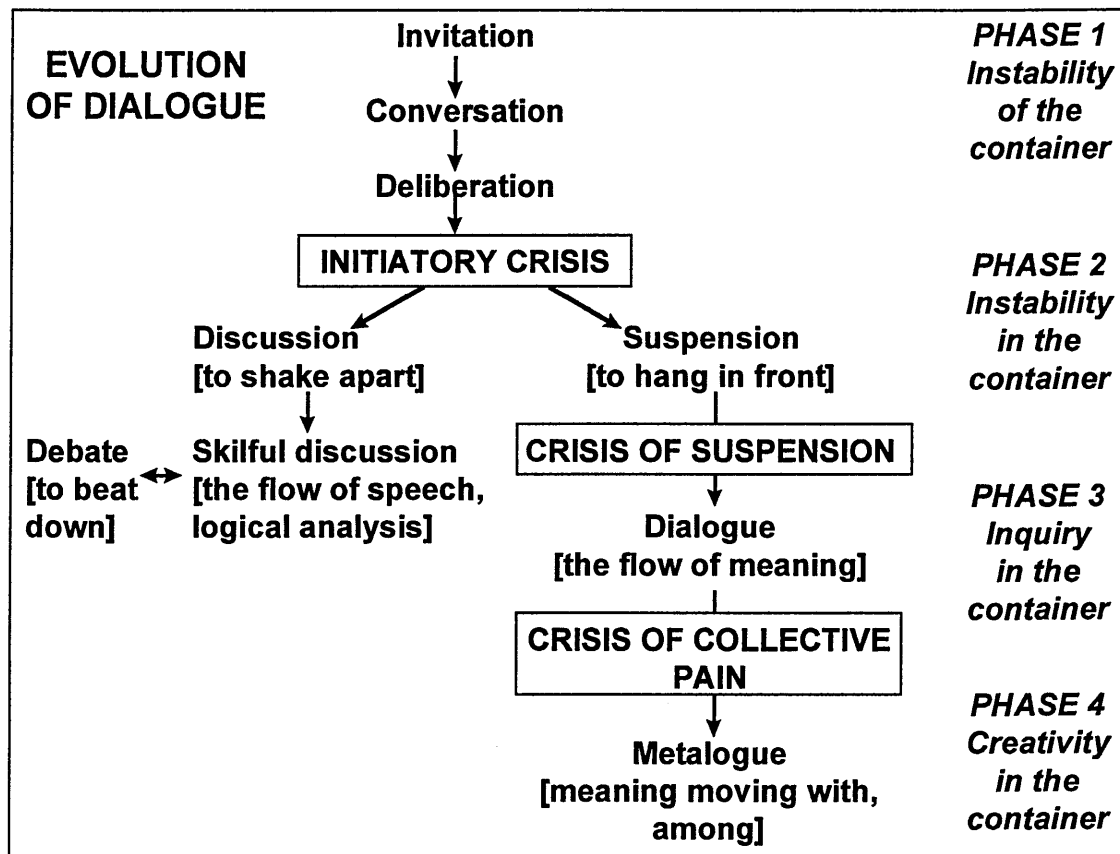 EVOLUTION
OF DIALOGUE
Invitation
Conversation
Deliberation
INITIATORY CRISIS
Discussion
[to shake apart]
Suspension
[to hang in front]
Debate
[to beat
down]
Skilful discussion
[the flow of speech,
logical analysis]
CRISIS OF SUSPENSION
Dialogue
[the flow of meaning]
CRISIS OF COLLECTIVE
PAIN
Metalogue
[meaning moving with,
among]
PHASE 1
Instability
of the
container
PHASE 2
Instability
in the
container
PHASE 3
Inquiry
in the
container
PHASE 4
Creativity
in the
container